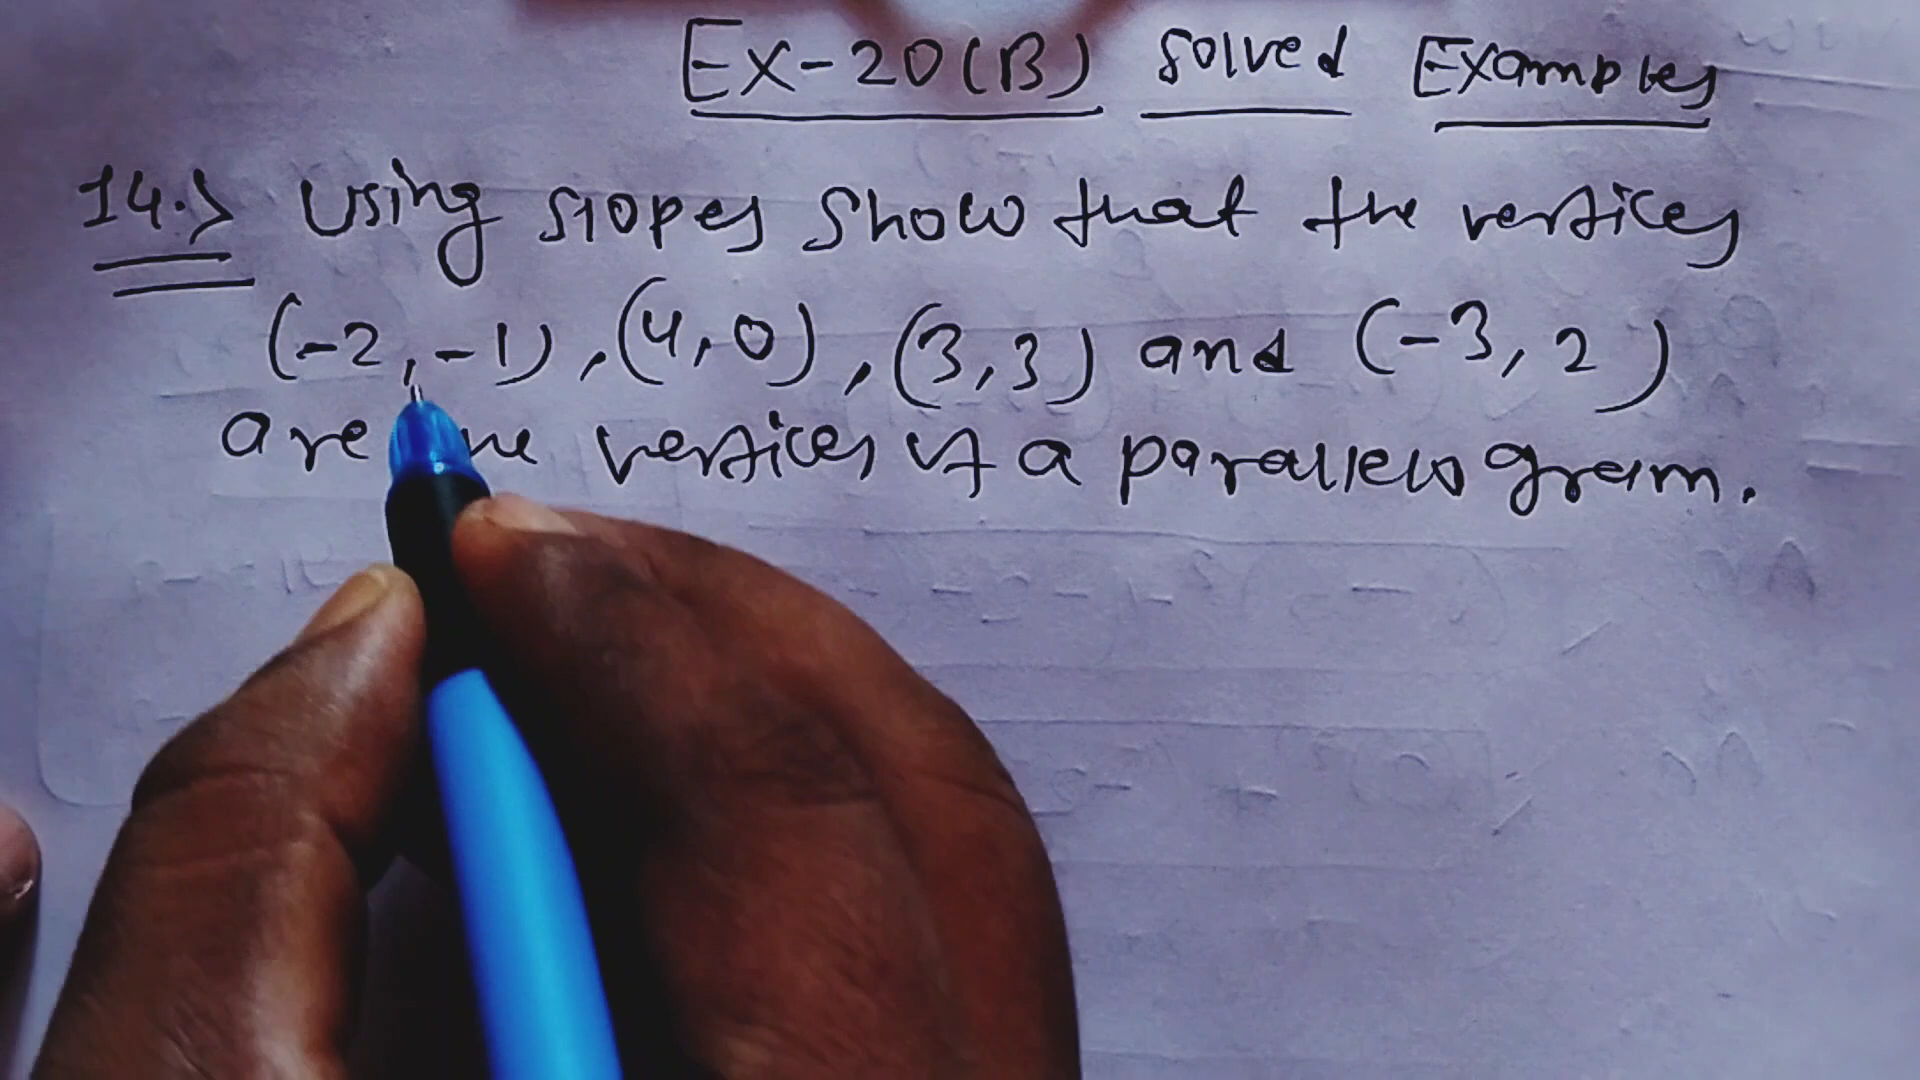 Ex-20(B) Solved Examples
14.> Using slopes show that the vertices
(-2,-1), (4,0), (3,3) and (-3,2)
are vertices of a parallelogram.